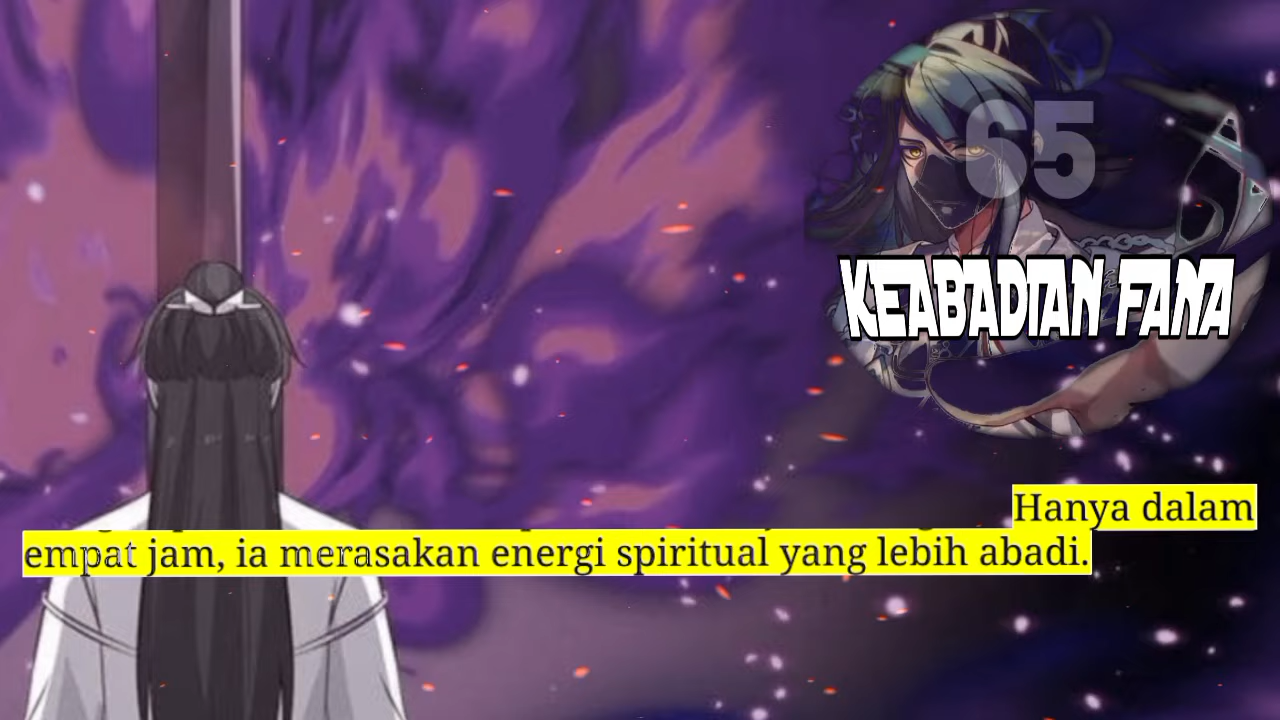 65
KEABADIAN FANA
Hanya dalam
empat jam, ia merasakan energi spiritual yang lebih abadi.